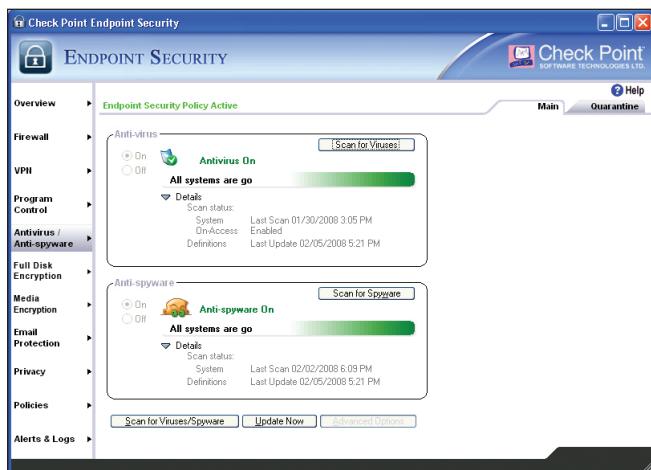 Check Point Endpoint Security
ENDPOINT SECURITY
Check Point
SOFTWARE TECHNOLOGIES LTD.
Help
Main
Quarantine
Endpoint Security Policy Active
Overview
Firewall
VPN
Program
Control
Antivirus /
Anti-spyware
Full Disk
Encryption
Media
Encryption
Email
Protection
Privacy
Policies
Alerts & Logs
Anti-virus
Scan for Viruses
On
Off
Antivirus On
All systems are go
Details
Scan status:
System Last Scan 01/30/2008 3:05 PM
On-Access Enabled
Definitions Last Update 02/05/2008 5:21 PM
Anti-spyware
Scan for Spyware
On
Off
Anti-spyware On
All systems are go
Details
Scan status:
System Last Scan 02/02/2008 6:09 PM
Definitions Last Update 02/05/2008 5:21 PM
Scan for Viruses/Spyware
Update Now
Advanced Options